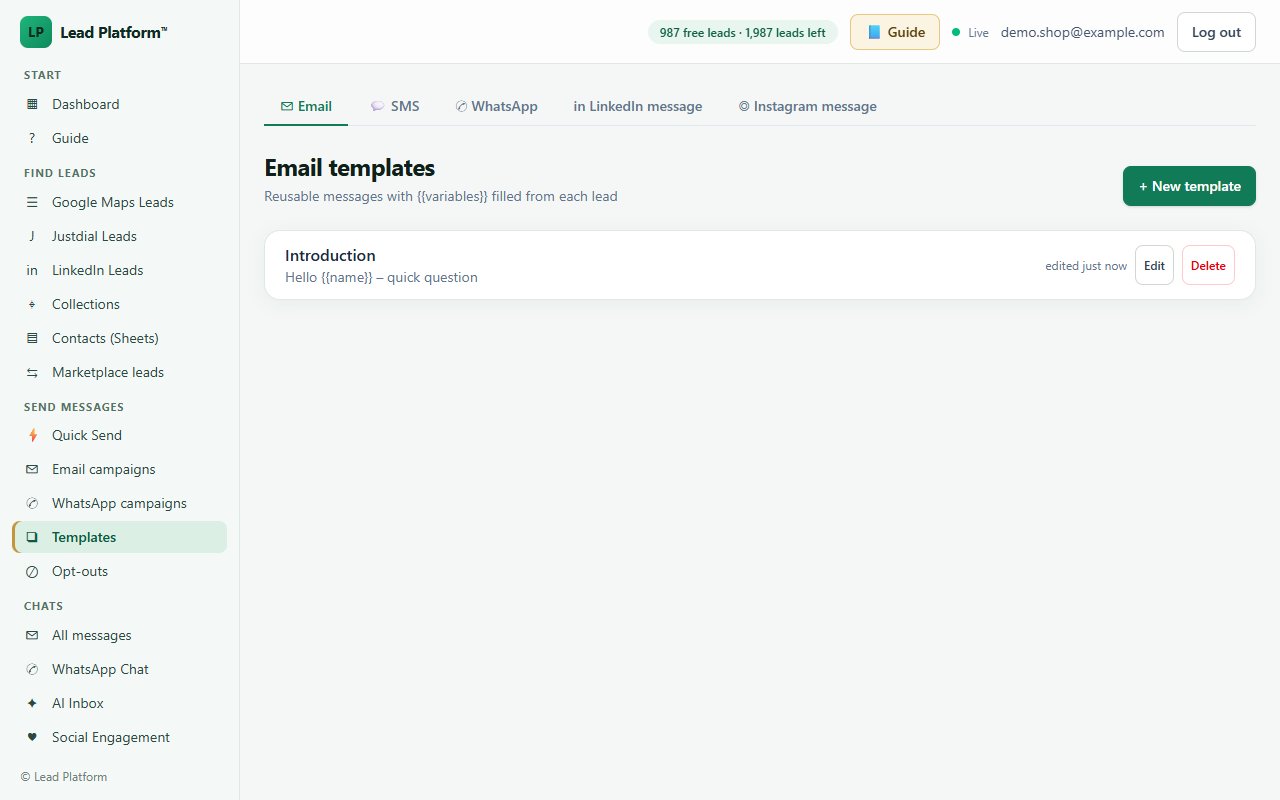 LP Lead Platform™
START
Dashboard
? Guide
FIND LEADS
Google Maps Leads
J Justdial Leads
in LinkedIn Leads
Collections
Contacts (Sheets)
Marketplace leads
SEND MESSAGES
Quick Send
Email campaigns
WhatsApp campaigns
Templates
Opt-outs
CHATS
All messages
WhatsApp Chat
AI Inbox
Social Engagement
© Lead Platform
987 free leads · 1,987 leads left
Guide
Live
demo.shop@example.com
Log out
Email
SMS
WhatsApp
in LinkedIn message
Instagram message
Email templates
Reusable messages with {{variables}} filled from each lead
+ New template
Introduction
Hello {{name}} – quick question
edited just now
Edit
Delete